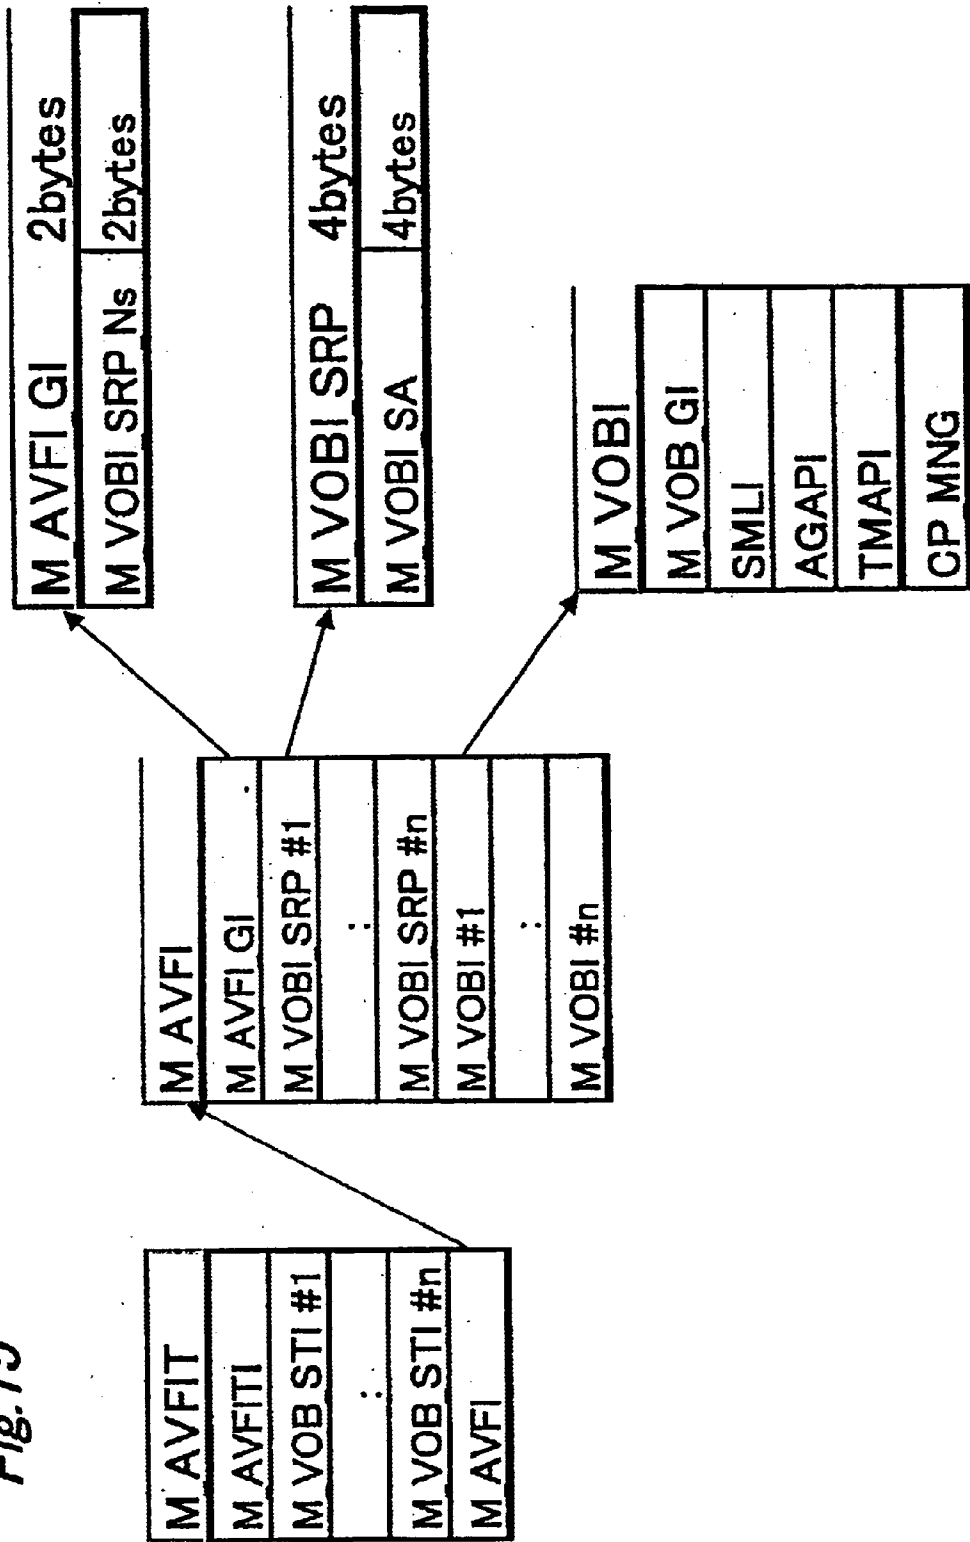 Fig. 15
M AVFIT
M AVFITI
M VOB STI #1
:
M VOB STI #n
M AVFI
M AVFI
M AVFI GI
M VOBI SRP #1
:
M VOBI SRP #n
M VOBI #1
:
M VOBI #n
M AVFI GI 2bytes
M VOBI SRP Ns 2bytes
M VOBI SRP 4bytes
M VOBI SA 4bytes
M VOBI
M VOB GI
SMLI
AGAPI
TMAPI
CP MNG